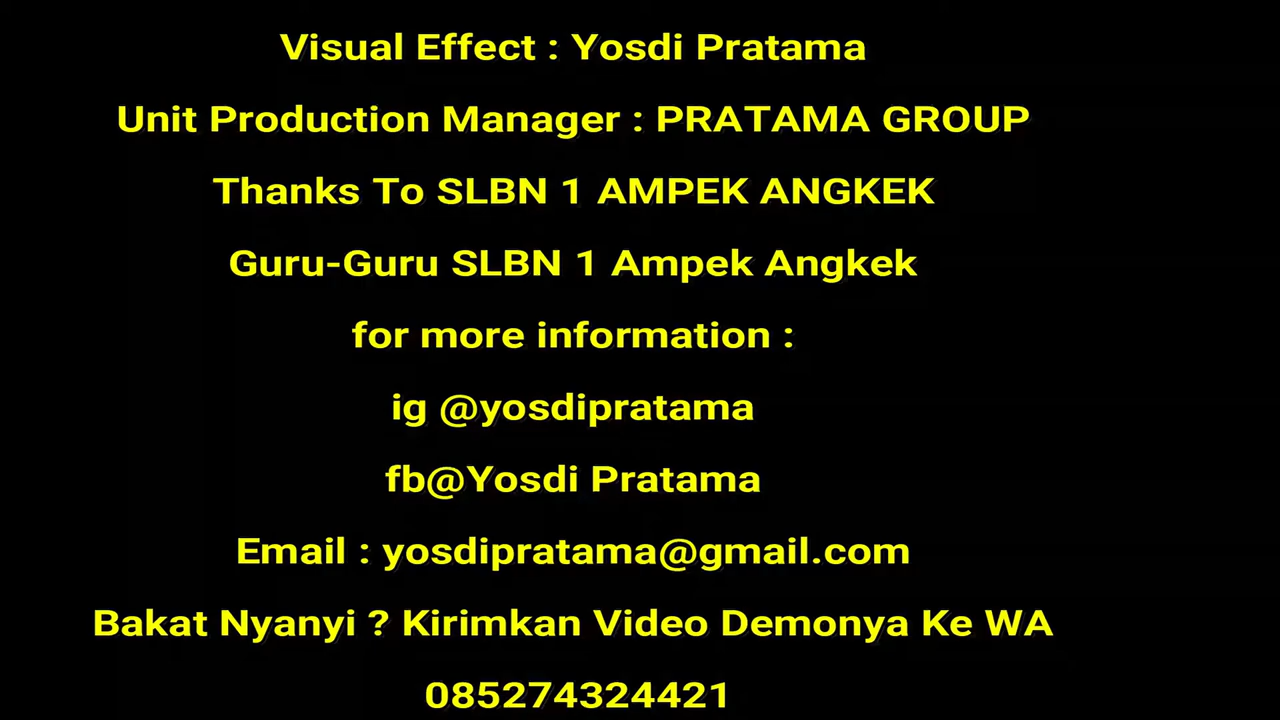 Visual Effect : Yosdi Pratama
Unit Production Manager : PRATAMA GROUP
Thanks To SLBN 1 AMPEK ANGKEK
Guru-Guru SLBN 1 Ampek Angkek
for more information :
ig @yosdipratama
fb@Yosdi Pratama
Email : yosdipratama@gmail.com
Bakat Nyanyi ? Kirimkan Video Demonya Ke WA
085274324421